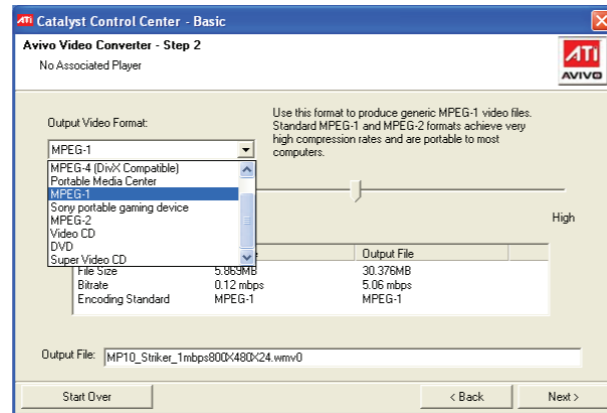 ATI Catalyst Control Center - Basic
Avivo Video Converter - Step 2
No Associated Player
ATI
AVIVO
Output Video Format:
Use this format to produce generic MPEG-1 video files.
Standard MPEG-1 and MPEG-2 formats achieve very
high compression rates and are portable to most
computers.
MPEG-1
MPEG-4 (DivX Compatible)
Portable Media Center
MPEG-1
Sony portable gaming device
MPEG-2
Video CD
DVD
Super Video CD
High
Output File
File Size 5.869MB 30.376MB
Bitrate 0.12 mbps 5.06 mbps
Encoding Standard MPEG-1 MPEG-1
Output File: MP10_Striker_1mbps800X480X24.wmv0
Start Over < Back Next >